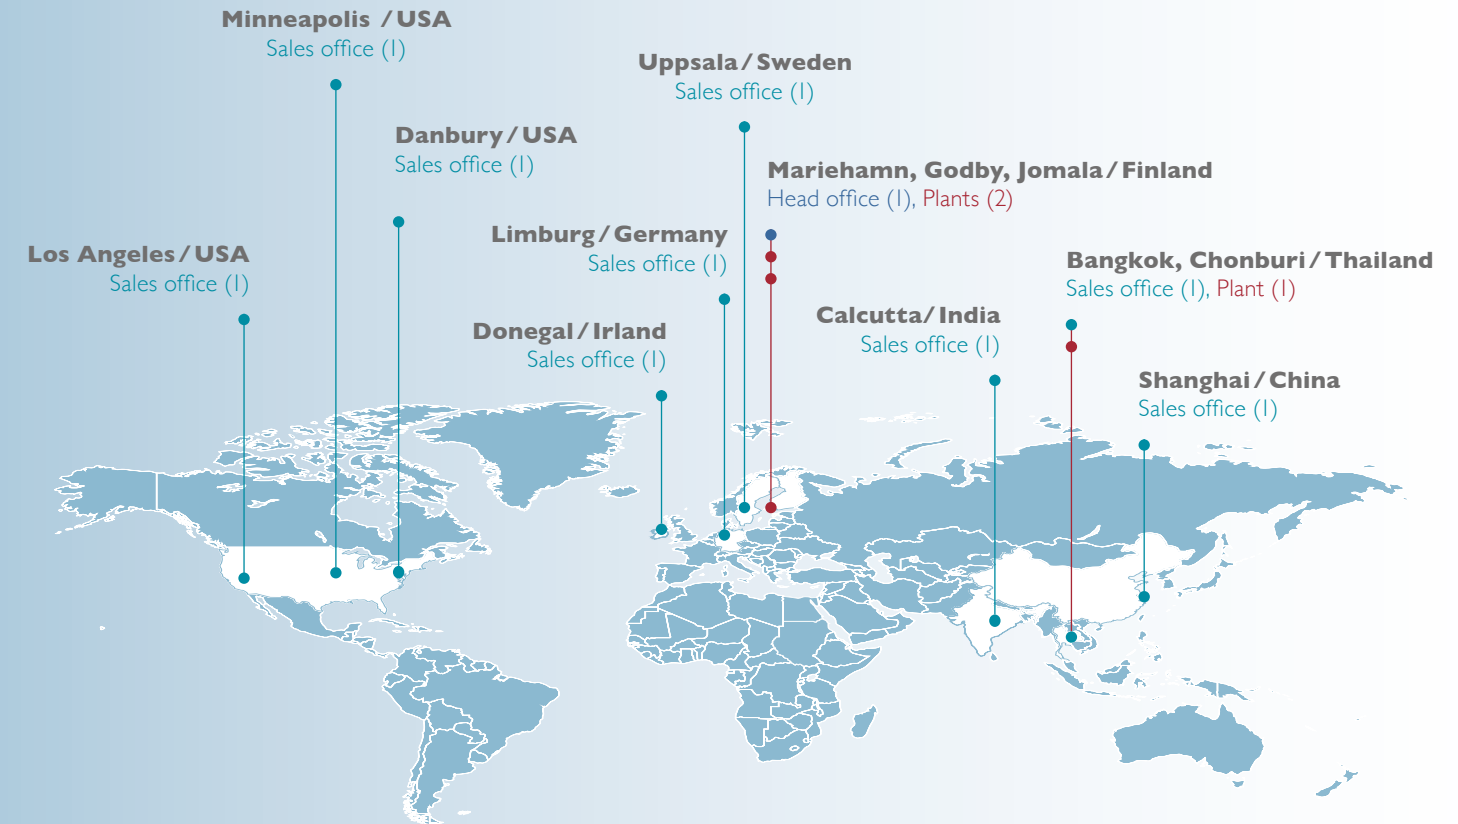 Minneapolis / USA
Sales office (1)
Uppsala / Sweden
Sales office (1)
Danbury / USA
Sales office (1)
Mariehamn, Godby, Jomala / Finland
Head office (1), Plants (2)
Limburg / Germany
Sales office (1)
Los Angeles / USA
Sales office (1)
Bangkok, Chonburi / Thailand
Sales office (1), Plant (1)
Calcutta / India
Sales office (1)
Donegal / Irland
Sales office (1)
Shanghai / China
Sales office (1)